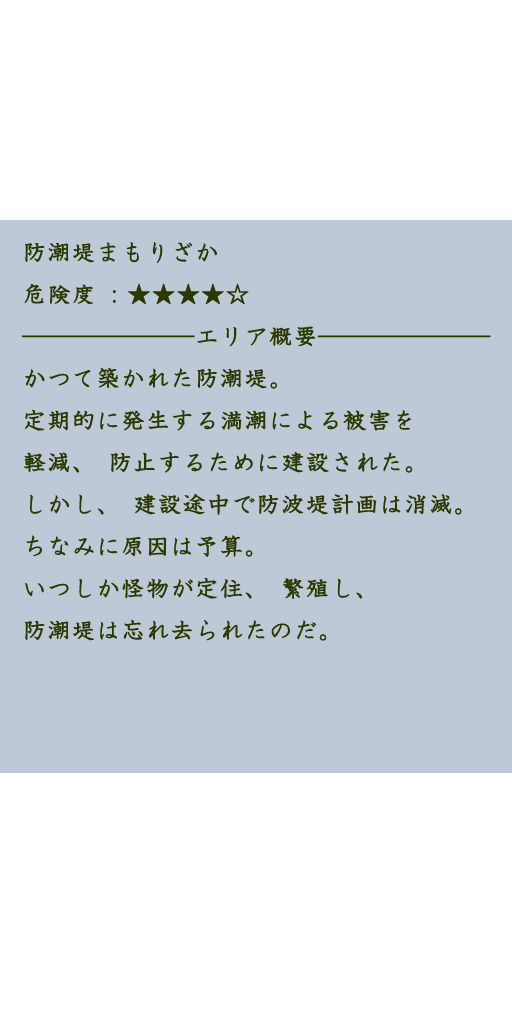 防潮堤まもりざか
危険度 : ★★★★☆
―――――――エリア概要―――――――
かつて築かれた防潮堤。
定期的に発生する満潮による被害を
軽減、 防止するために建設された。
しかし、 建設途中で防波堤計画は消滅。
ちなみに原因は予算。
いつしか怪物が定住、 繁殖し、
防潮堤は忘れ去られたのだ。